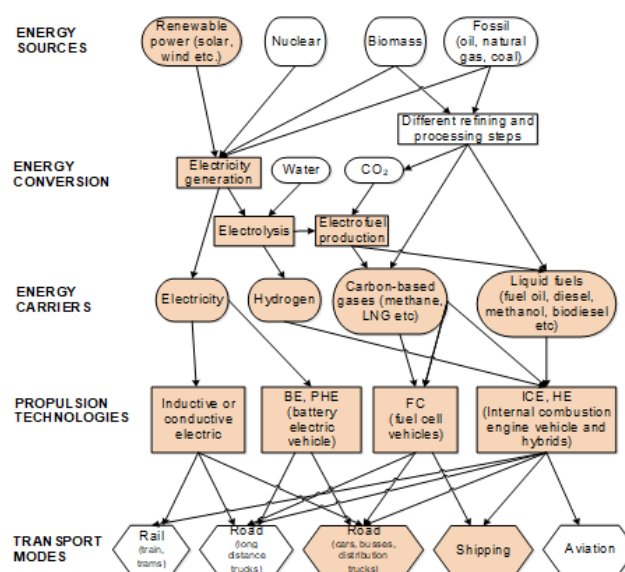 ENERGY
SOURCES
Renewable
power (solar,
wind etc.)
Nuclear
Biomass
Fossil
(oil, natural
gas, coal)
Different refining and
processing steps
ENERGY
CONVERSION
Electricity
generation
Water
CO₂
Electrolysis
Electrofuel
production
ENERGY
CARRIERS
Electricity
Hydrogen
Carbon-based
gases (methane,
LNG etc)
Liquid fuels
(fuel oil, diesel,
methanol, biodiesel
etc)
PROPULSION
TECHNOLOGIES
Inductive or
conductive
electric
BE, PHE
(battery
electric
vehicle)
FC
(fuel cell
vehicles)
ICE, HE
(Internal combustion
engine vehicle and
hybrids)
TRANSPORT
MODES
Rail
(train,
trams)
Road
(long
distance
trucks)
Road
(cars, busses,
distribution
trucks)
Shipping
Aviation